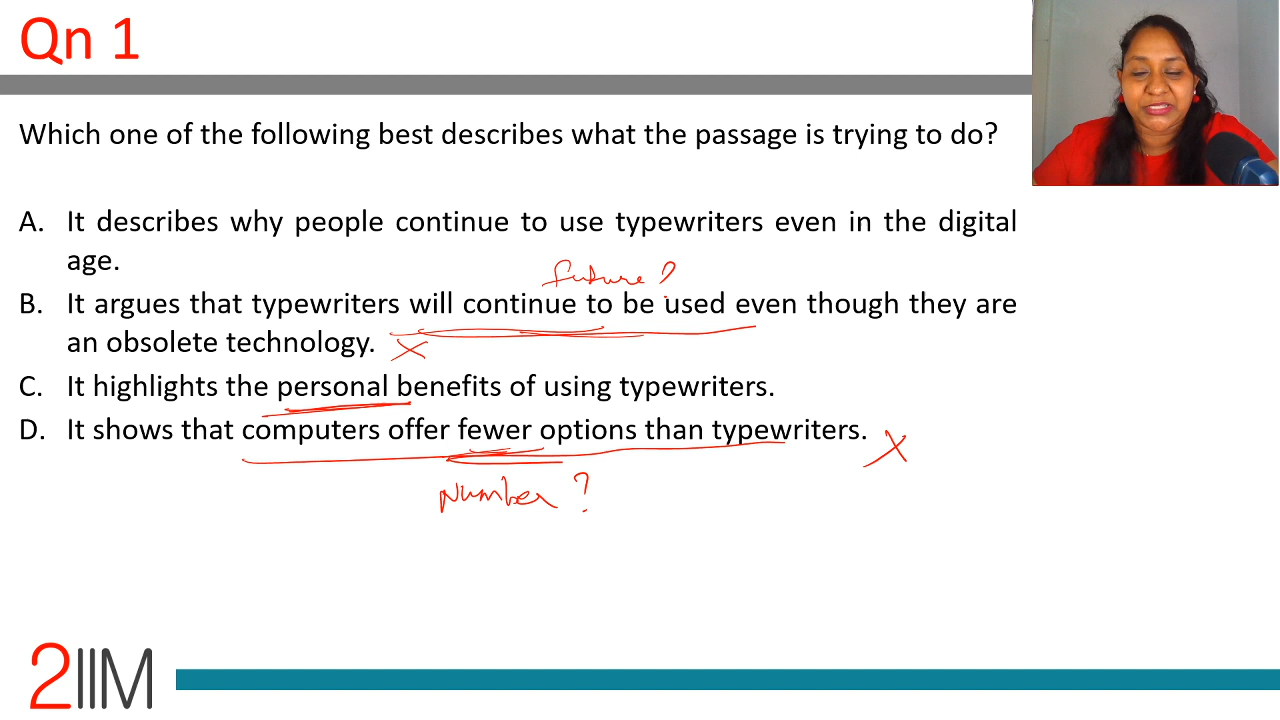 Qn 1
Which one of the following best describes what the passage is trying to do?
A. It describes why people continue to use typewriters even in the digital
age.
future?
B. It argues that typewriters will continue to be used even though they are
an obsolete technology.
C. It highlights the personal benefits of using typewriters.
D. It shows that computers offer fewer options than typewriters.
Number ?
2IIM